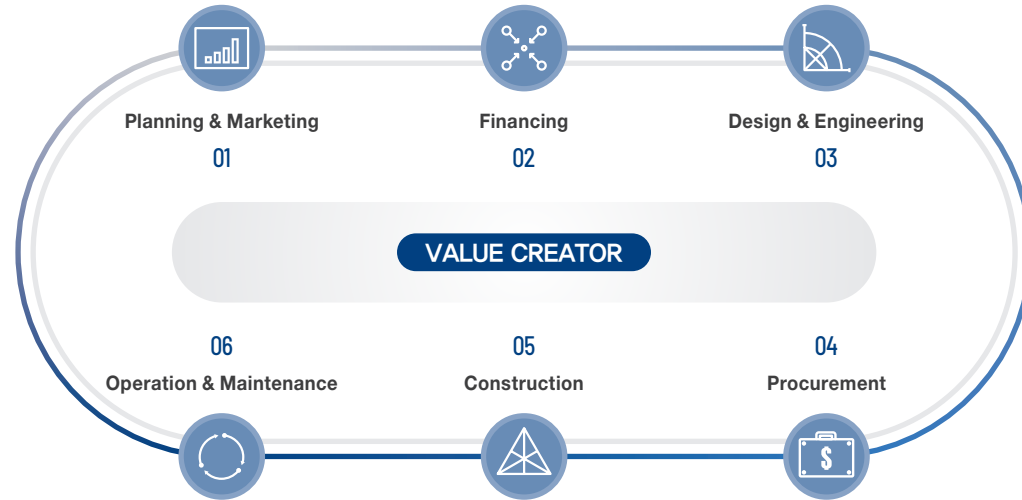 Planning & Marketing
01
Financing
02
Design & Engineering
03
VALUE CREATOR
06
Operation & Maintenance
05
Construction
04
Procurement
$